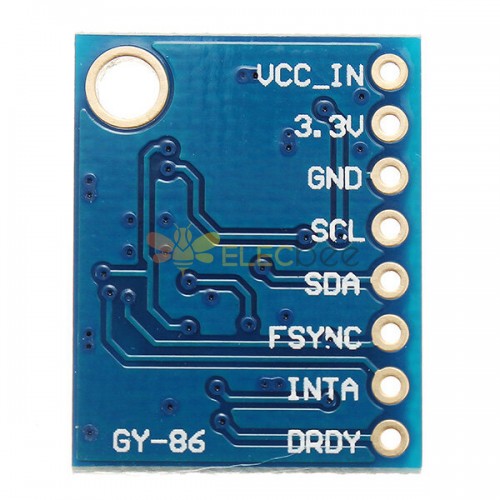 VCC_IN
3.3V
GND
SCL
ELECbee
SDA
FSYNC
INTA
GY-86 DRDY